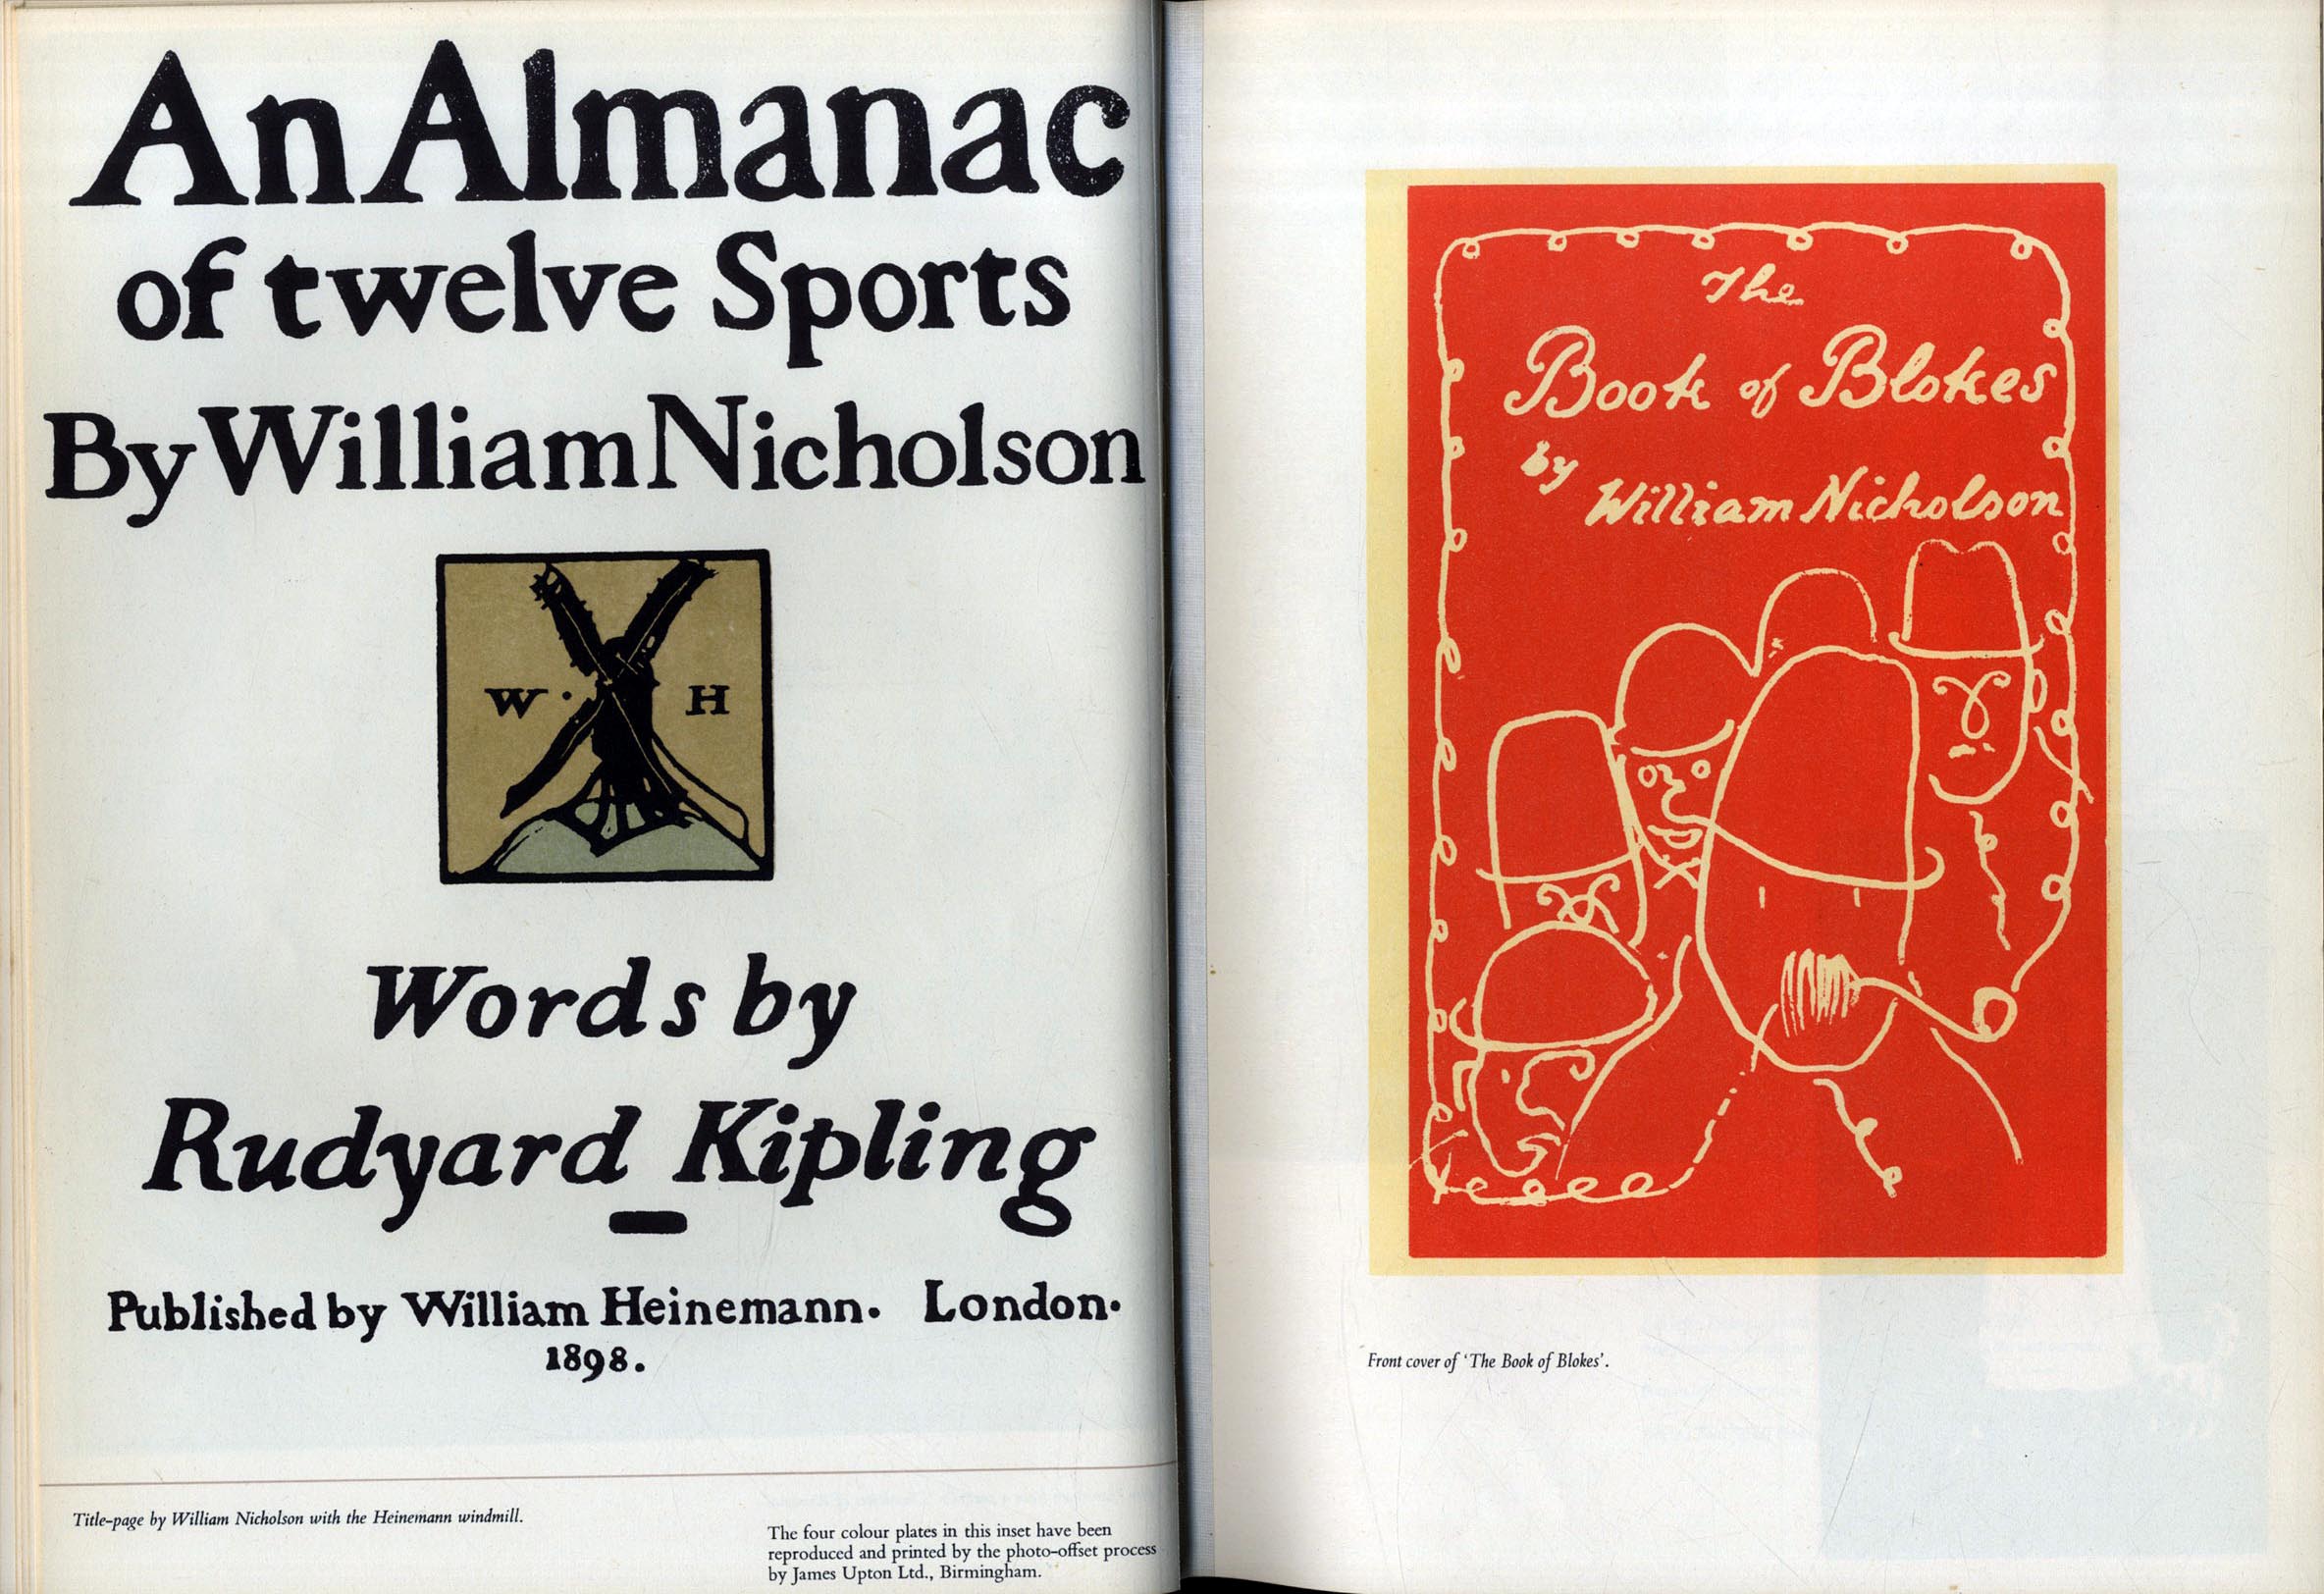 An Almanac
of twelve Sports
By William Nicholson
W · H
Words by
Rudyard Kipling
Published by William Heinemann. London.
1898.
Title-page by William Nicholson with the Heinemann windmill.
The four colour plates in this inset have been
reproduced and printed by the photo-offset process
by James Upton Ltd., Birmingham.
The
Book of Blokes
by
William Nicholson
Front cover of ‘The Book of Blokes’.